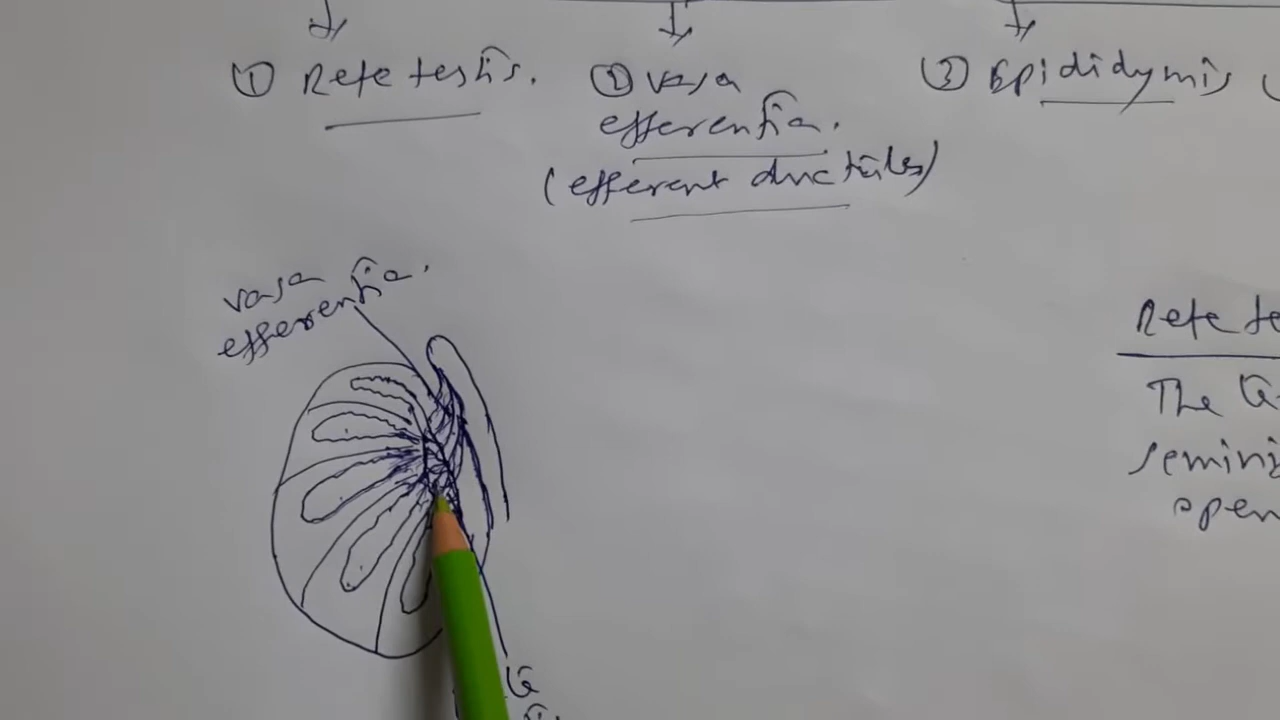 ① Rete testis.
② vasa
efferentia.
(efferent ductules)
③ Epididymis (
vasa
efferentia.
Rete te
The
semini
open